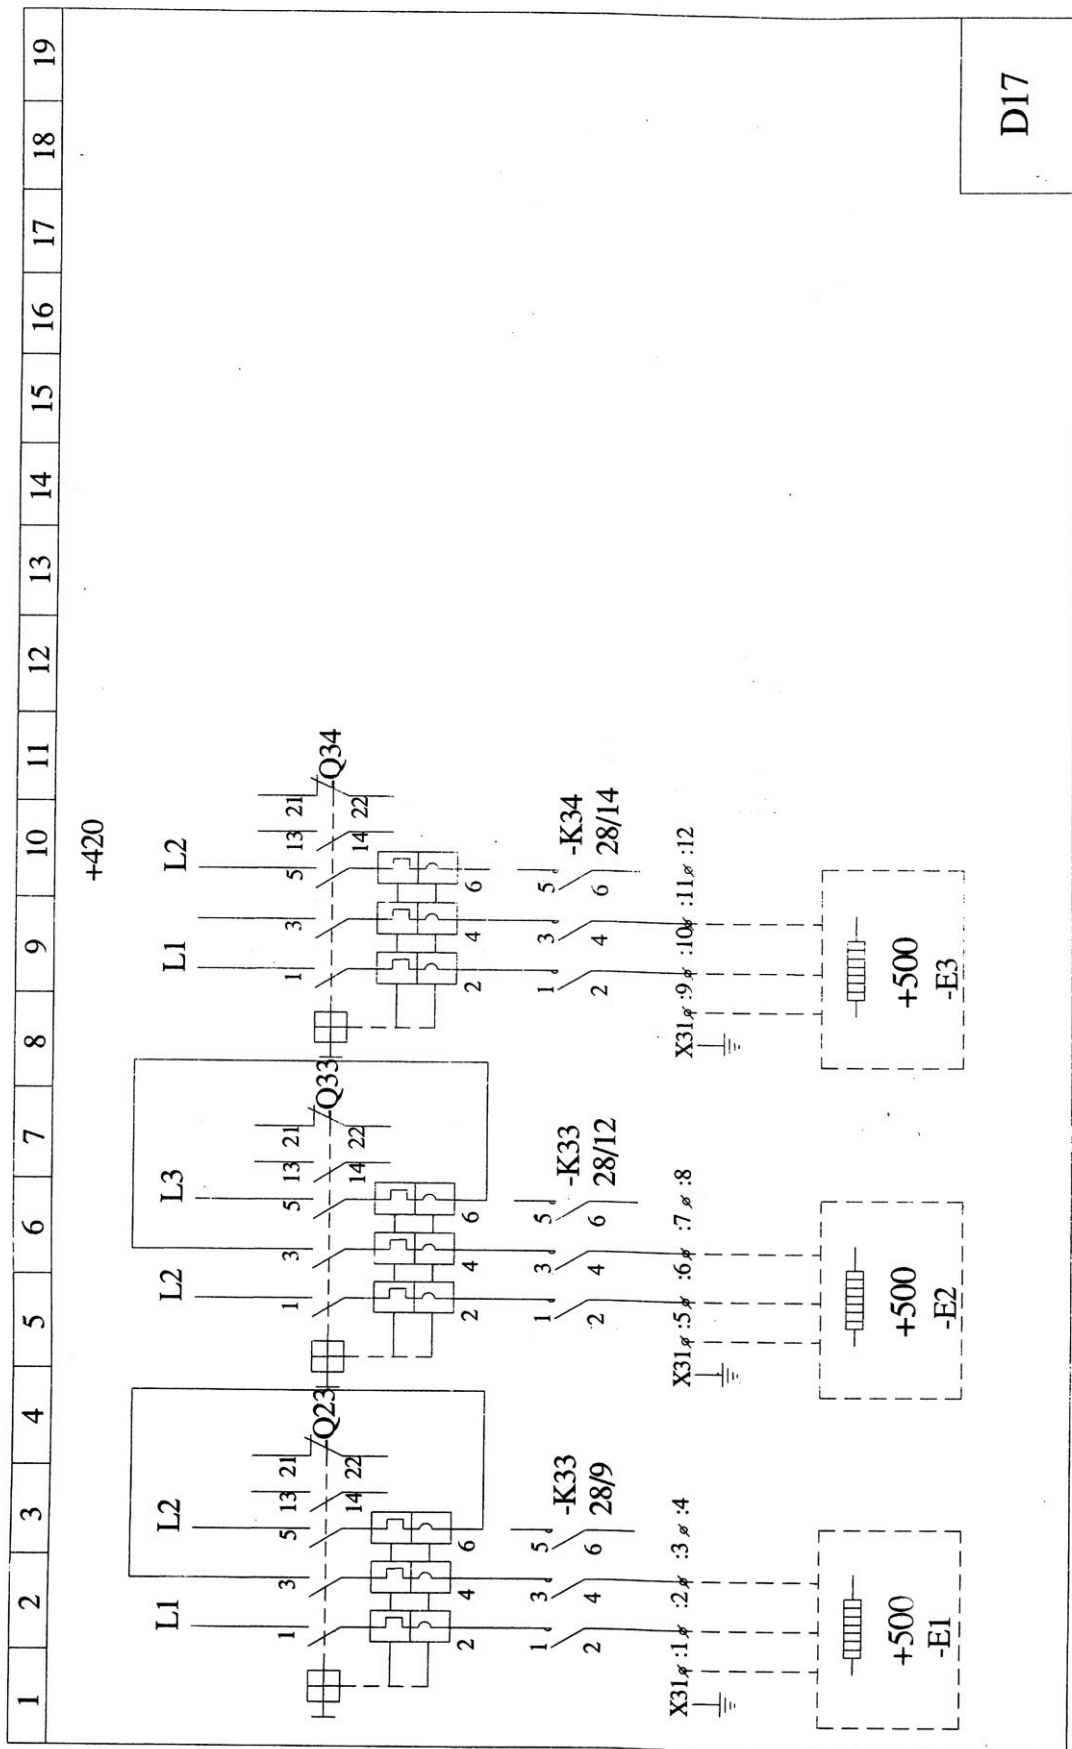 1 2 3 4 5 6 7 8 9 10 11 12 13 14 15 16 17 18 19
+420
L1 L2 L2 L3 L1 L2
1 3 5 13 21 1 3 5 13 21 1 3 5 13 21
Q23 Q33 Q34
14 22 14 22 14 22
2 4 6 2 4 6 2 4 6
1 3 5 -K33 1 3 5 -K33 1 3 5 -K34
2 4 6 28/9 2 4 6 28/12 2 4 6 28/14
X31 :1 :2 :3 :4 X31 :5 :6 :7 :8 X31 :9 :10 :11 :12
+500 +500 +500
-E1 -E2 -E3
D17